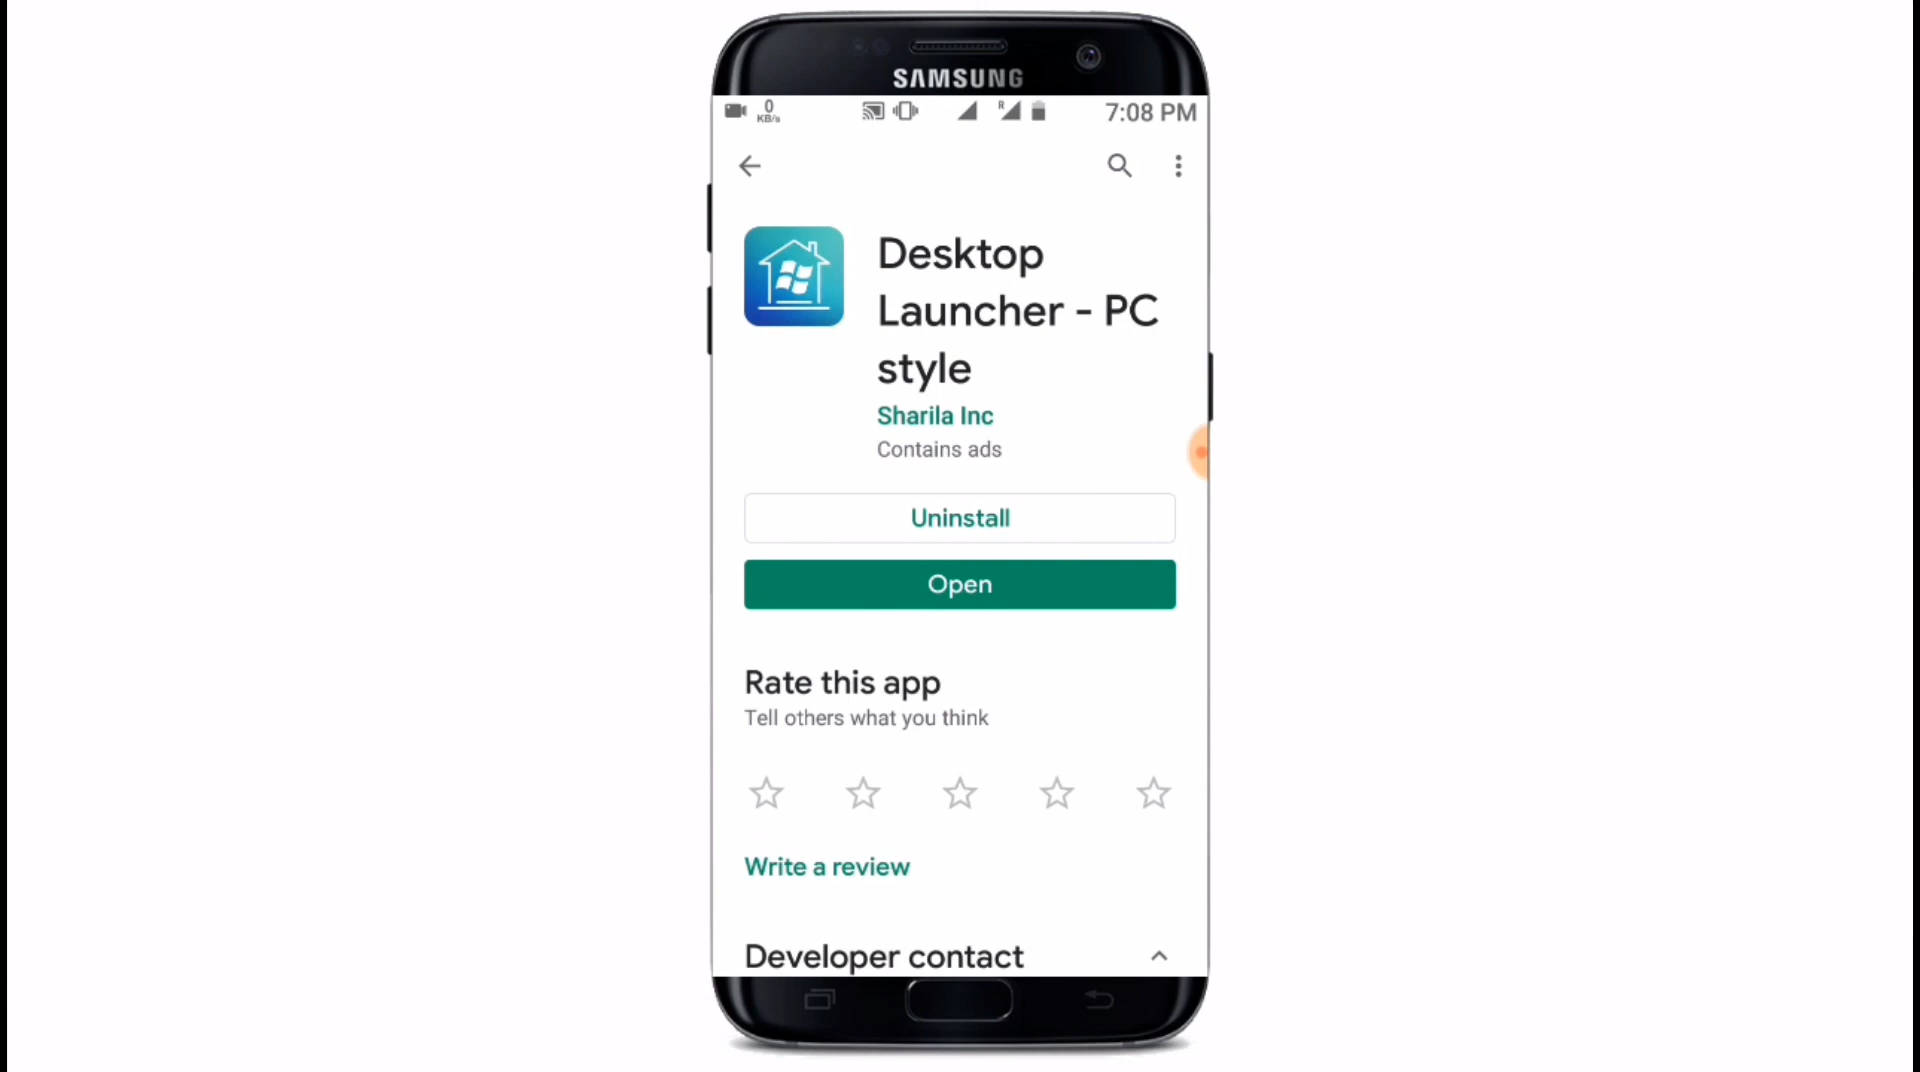 SAMSUNG
0
KB/s
R
7:08 PM
Desktop
Launcher - PC
style
Sharila Inc
Contains ads
Uninstall
Open
Rate this app
Tell others what you think
Write a review
Developer contact